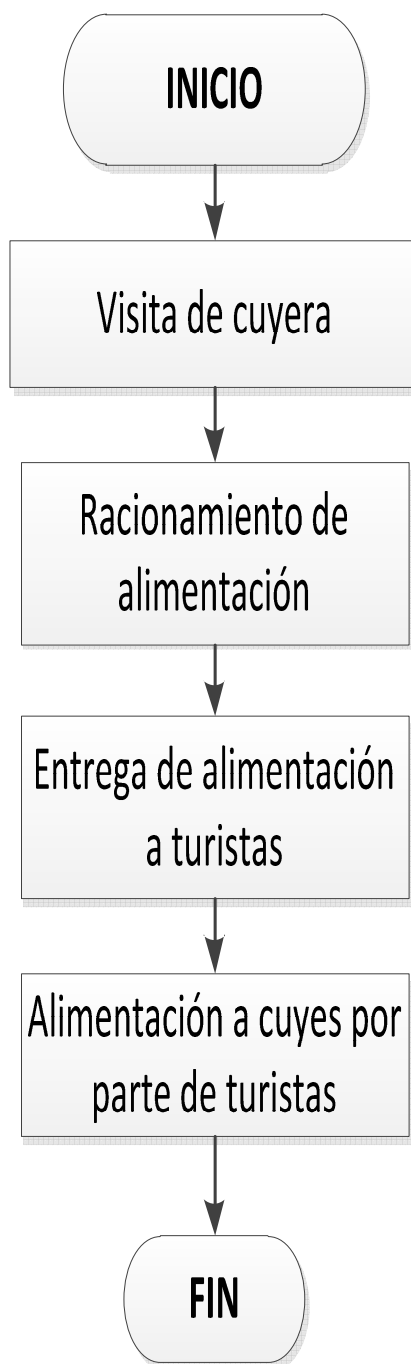 INICIO
Visita de cuyera
Racionamiento de
alimentación
Entrega de alimentación
a turistas
Alimentación a cuyes por
parte de turistas
FIN